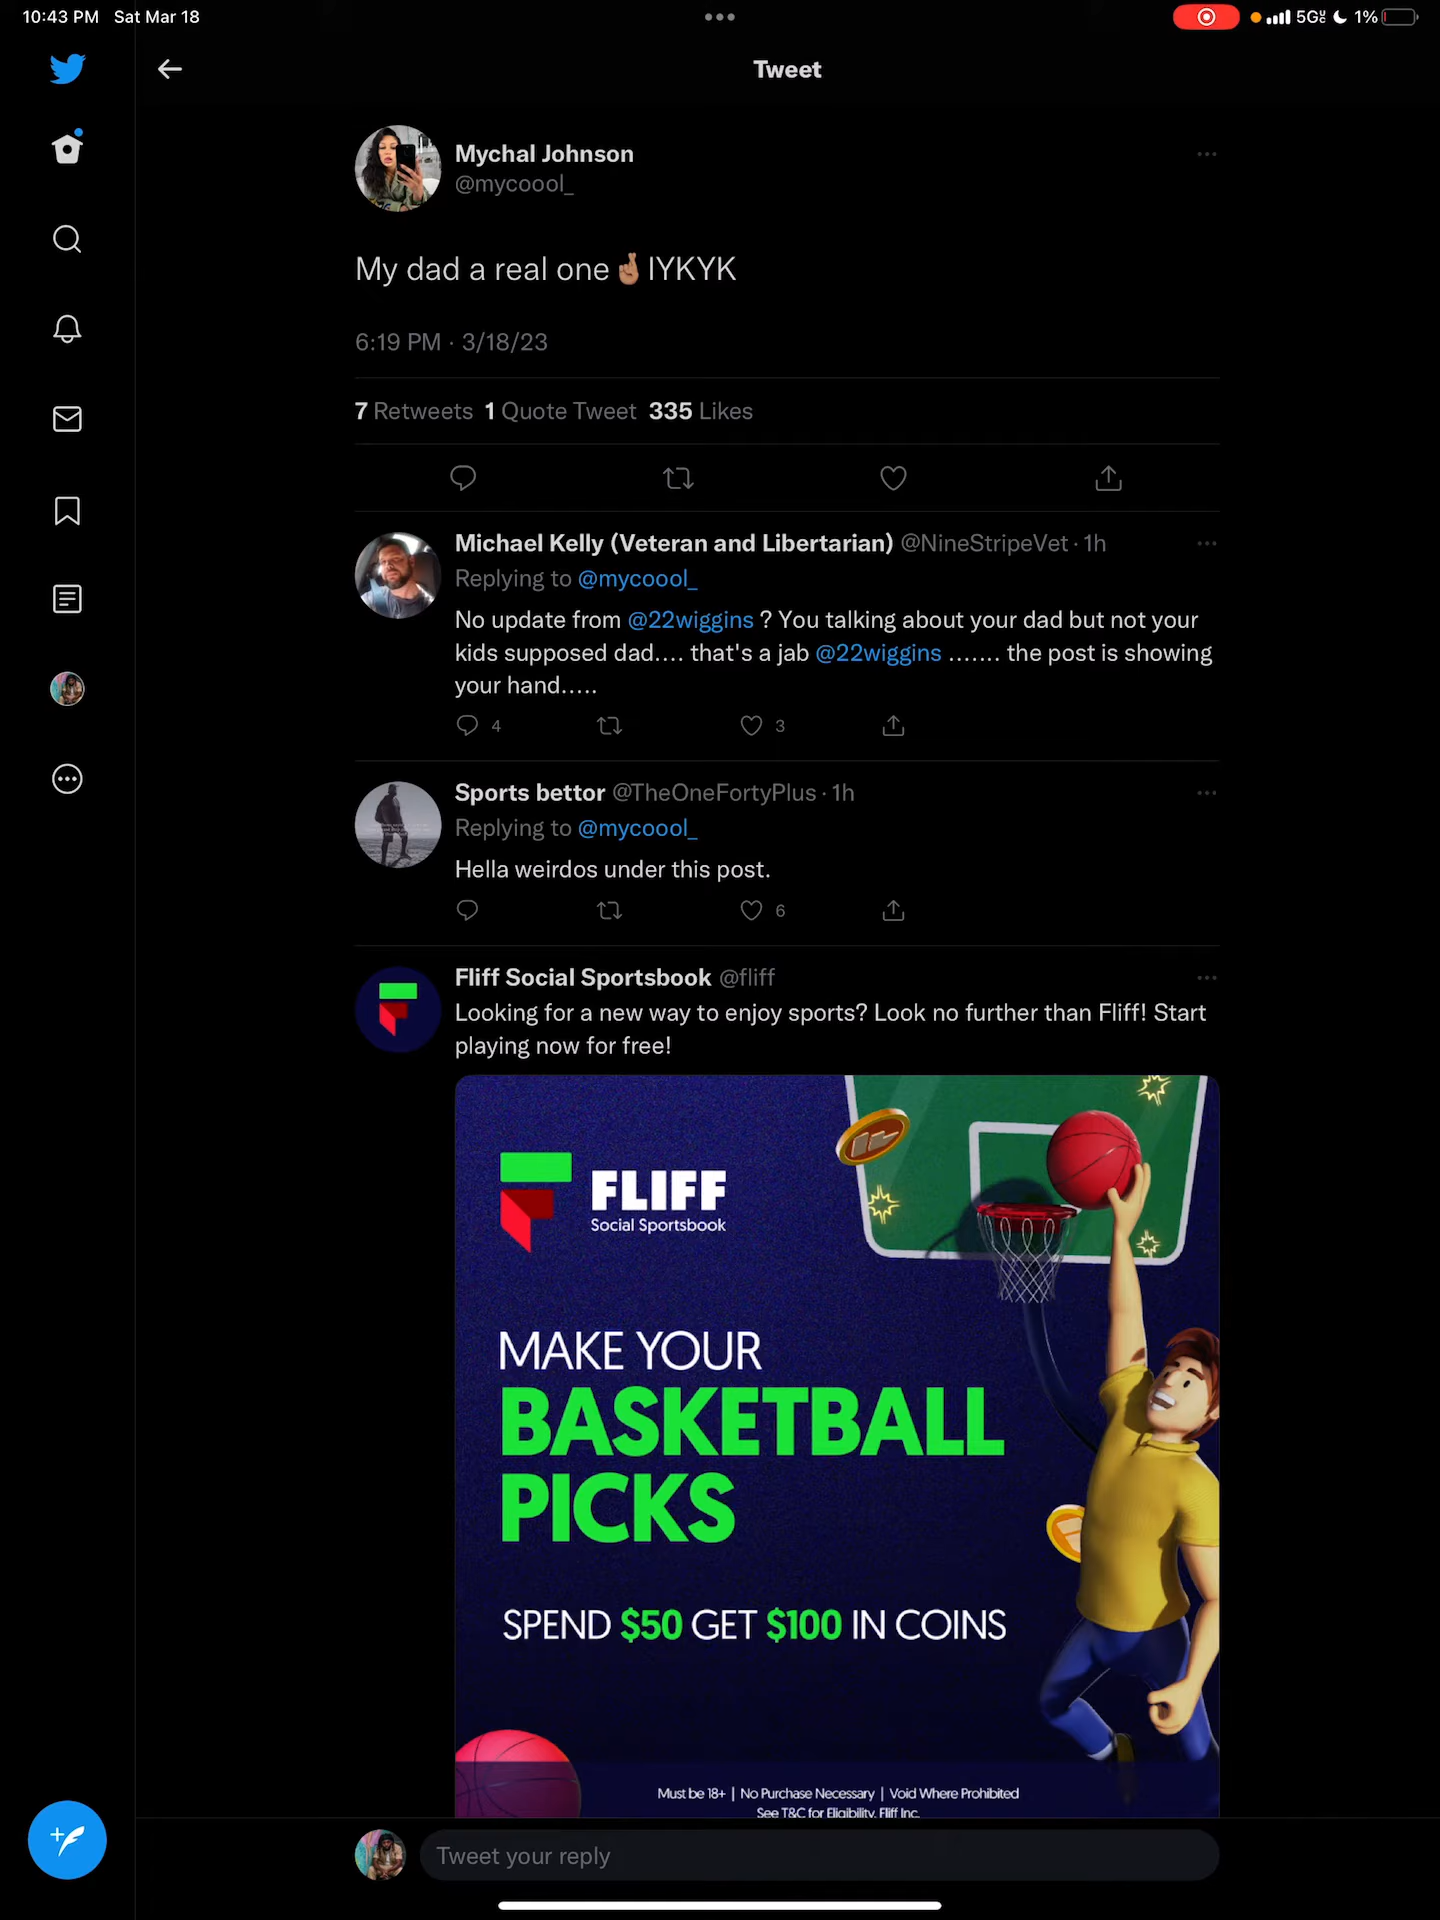 10:43 PM Sat Mar 18
5G
1%
Tweet
Mychal Johnson
@mycoool_
My dad a real one🤞🏽IYKYK
6:19 PM · 3/18/23
7 Retweets 1 Quote Tweet 335 Likes
Michael Kelly (Veteran and Libertarian) @NineStripeVet · 1h
Replying to @mycoool_
No update from @22wiggins ? You talking about your dad but not your
kids supposed dad.... that's a jab @22wiggins ....... the post is showing
your hand.....
4 3
Sports bettor @TheOneFortyPlus · 1h
Replying to @mycoool_
Hella weirdos under this post.
6
Fliff Social Sportsbook @fliff
Looking for a new way to enjoy sports? Look no further than Fliff! Start
playing now for free!
FLIFF
Social Sportsbook
MAKE YOUR
BASKETBALL
PICKS
SPEND $50 GET $100 IN COINS
Must be 18+ | No Purchase Necessary | Void Where Prohibited
See T&C for Eligibility. Fliff Inc.
Tweet your reply